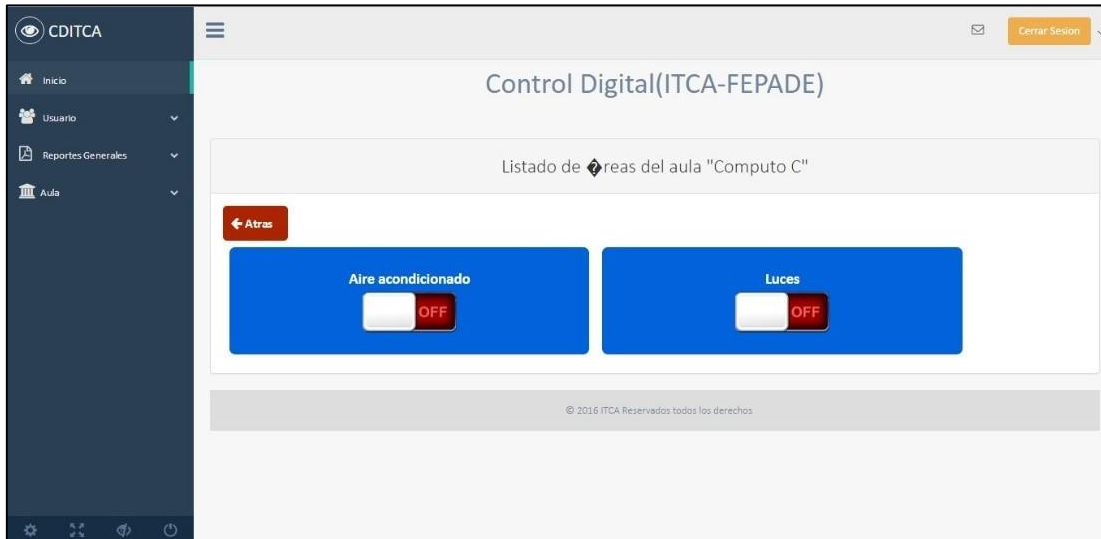 CDITCA
Cerrar Sesion
Inicio
Usuario
Reportes Generales
Aula
Control Digital(ITCA-FEPADE)
Listado de �reas del aula "Computo C"
Atras
Aire acondicionado
OFF
Luces
OFF
© 2016 ITCA Reservados todos los derechos